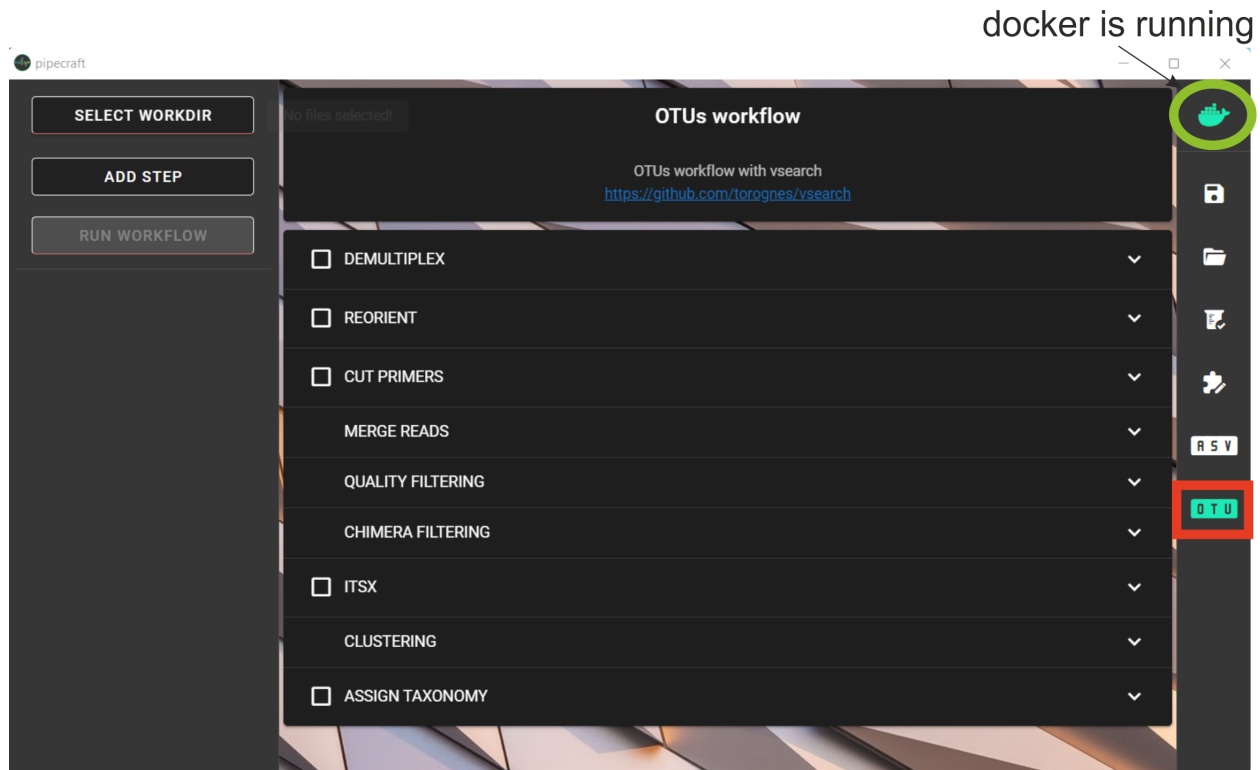 docker is running
pipecraft
SELECT WORKDIR
No files selected!
OTUs workflow
ADD STEP
OTUs workflow with vsearch
https://github.com/torognes/vsearch
RUN WORKFLOW
DEMULTIPLEX
REORIENT
CUT PRIMERS
MERGE READS
ASV
QUALITY FILTERING
OTU
CHIMERA FILTERING
ITSX
CLUSTERING
ASSIGN TAXONOMY